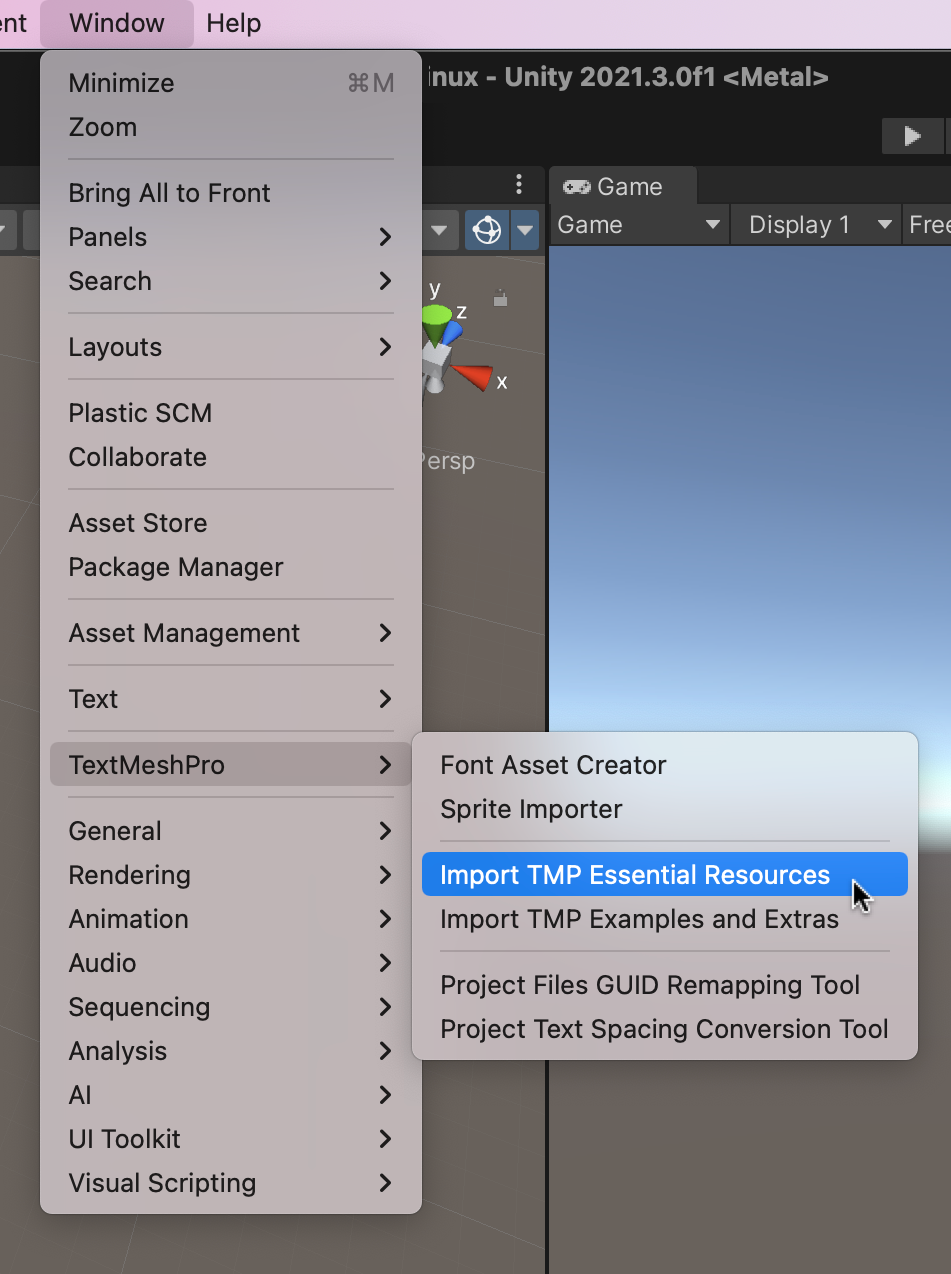 Window Help
inux - Unity 2021.3.0f1 <Metal>
Minimize ⌘M
Zoom
Bring All to Front
Panels
Search
Layouts
Plastic SCM
Collaborate
Asset Store
Package Manager
Asset Management
Text
TextMeshPro
General
Rendering
Animation
Audio
Sequencing
Analysis
AI
UI Toolkit
Visual Scripting
Font Asset Creator
Sprite Importer
Import TMP Essential Resources
Import TMP Examples and Extras
Project Files GUID Remapping Tool
Project Text Spacing Conversion Tool
Game
Game Display 1 Free
y
z
x
Persp